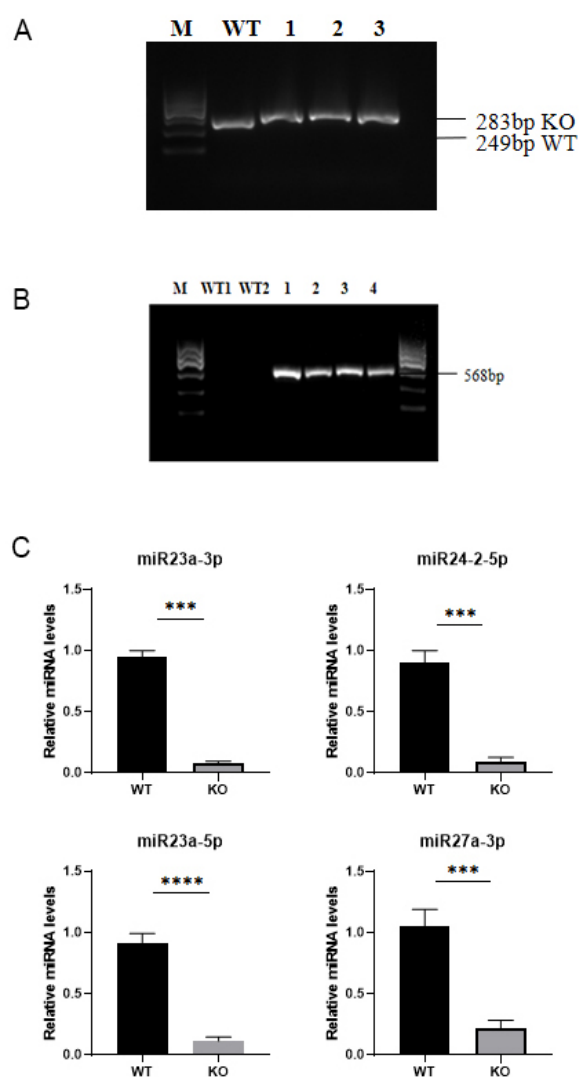 A
M WT 1 2 3
283bp KO
249bp WT
B
M WT1 WT2 1 2 3 4
568bp
C
miR23a-3p
Relative miRNA levels
1.5
1.0
0.5
0.0
***
WT KO
miR24-2-5p
Relative miRNA levels
1.5
1.0
0.5
0.0
***
WT KO
miR23a-5p
Relative miRNA levels
1.5
1.0
0.5
0.0
****
WT KO
miR27a-3p
Relative miRNA levels
1.5
1.0
0.5
0.0
***
WT KO